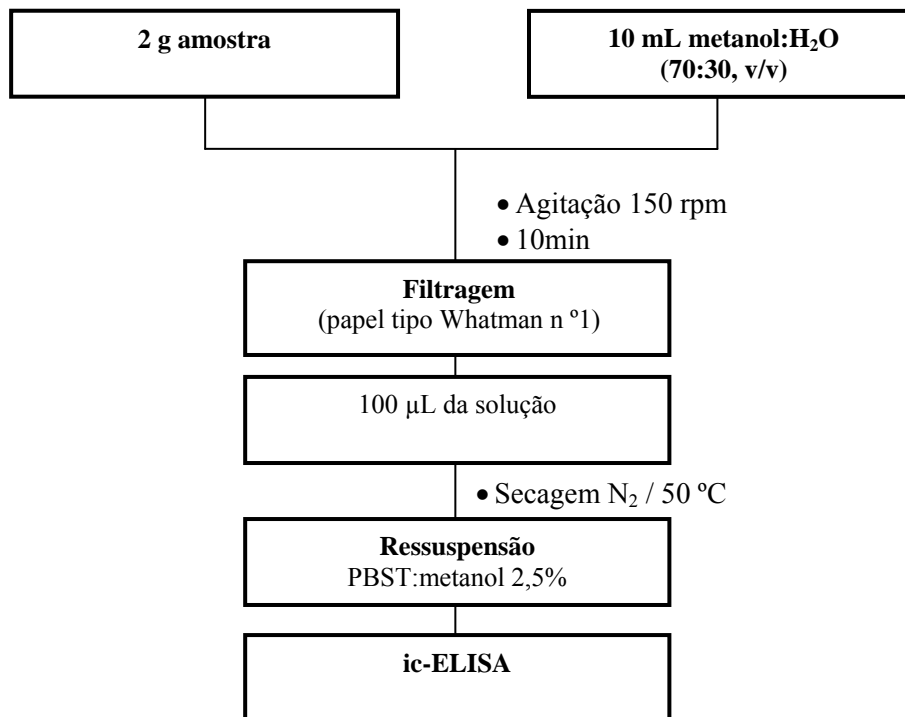 2 g amostra
10 mL metanol:H₂O
(70:30, v/v)
• Agitação 150 rpm
• 10min
Filtragem
(papel tipo Whatman n º1)
100 µL da solução
• Secagem N₂ / 50 ºC
Ressuspensão
PBST:metanol 2,5%
ic-ELISA